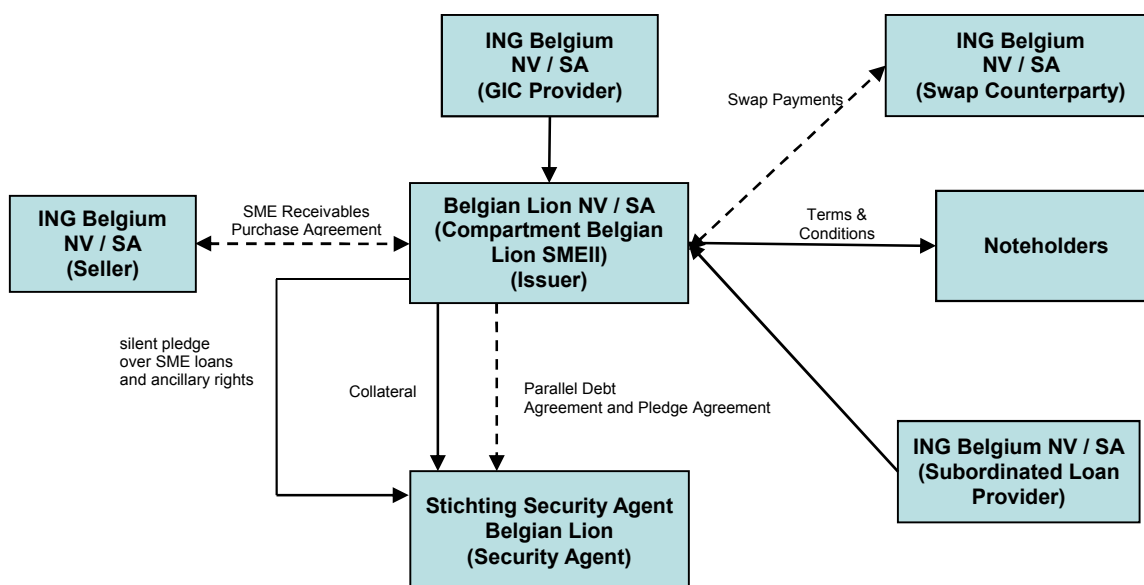 ING Belgium
NV / SA
(GIC Provider)
ING Belgium
NV / SA
(Swap Counterparty)
Swap Payments
ING Belgium
NV / SA
(Seller)
SME Receivables
Purchase Agreement
Belgian Lion NV / SA
(Compartment Belgian
Lion SMEII)
(Issuer)
Terms &
Conditions
Noteholders
silent pledge
over SME loans
and ancillary rights
Collateral
Parallel Debt
Agreement and Pledge Agreement
ING Belgium NV / SA
(Subordinated Loan
Provider)
Stichting Security Agent
Belgian Lion
(Security Agent)